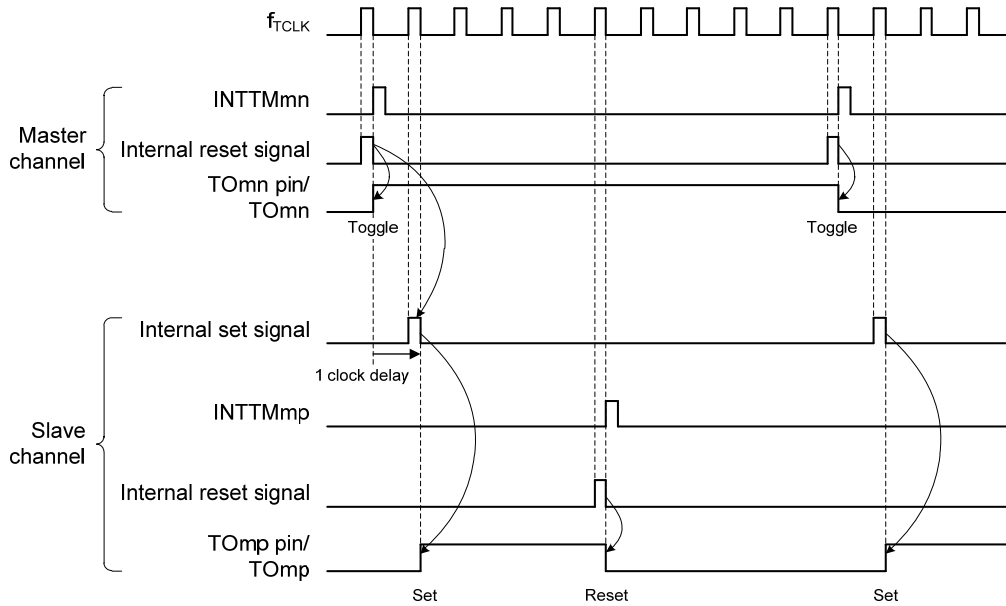 fTCLK
INTTMmn
Master
channel
Internal reset signal
TOmn pin/
TOmn
Toggle
Toggle
Internal set signal
1 clock delay
INTTMmp
Slave
channel
Internal reset signal
TOmp pin/
TOmp
Set
Reset
Set